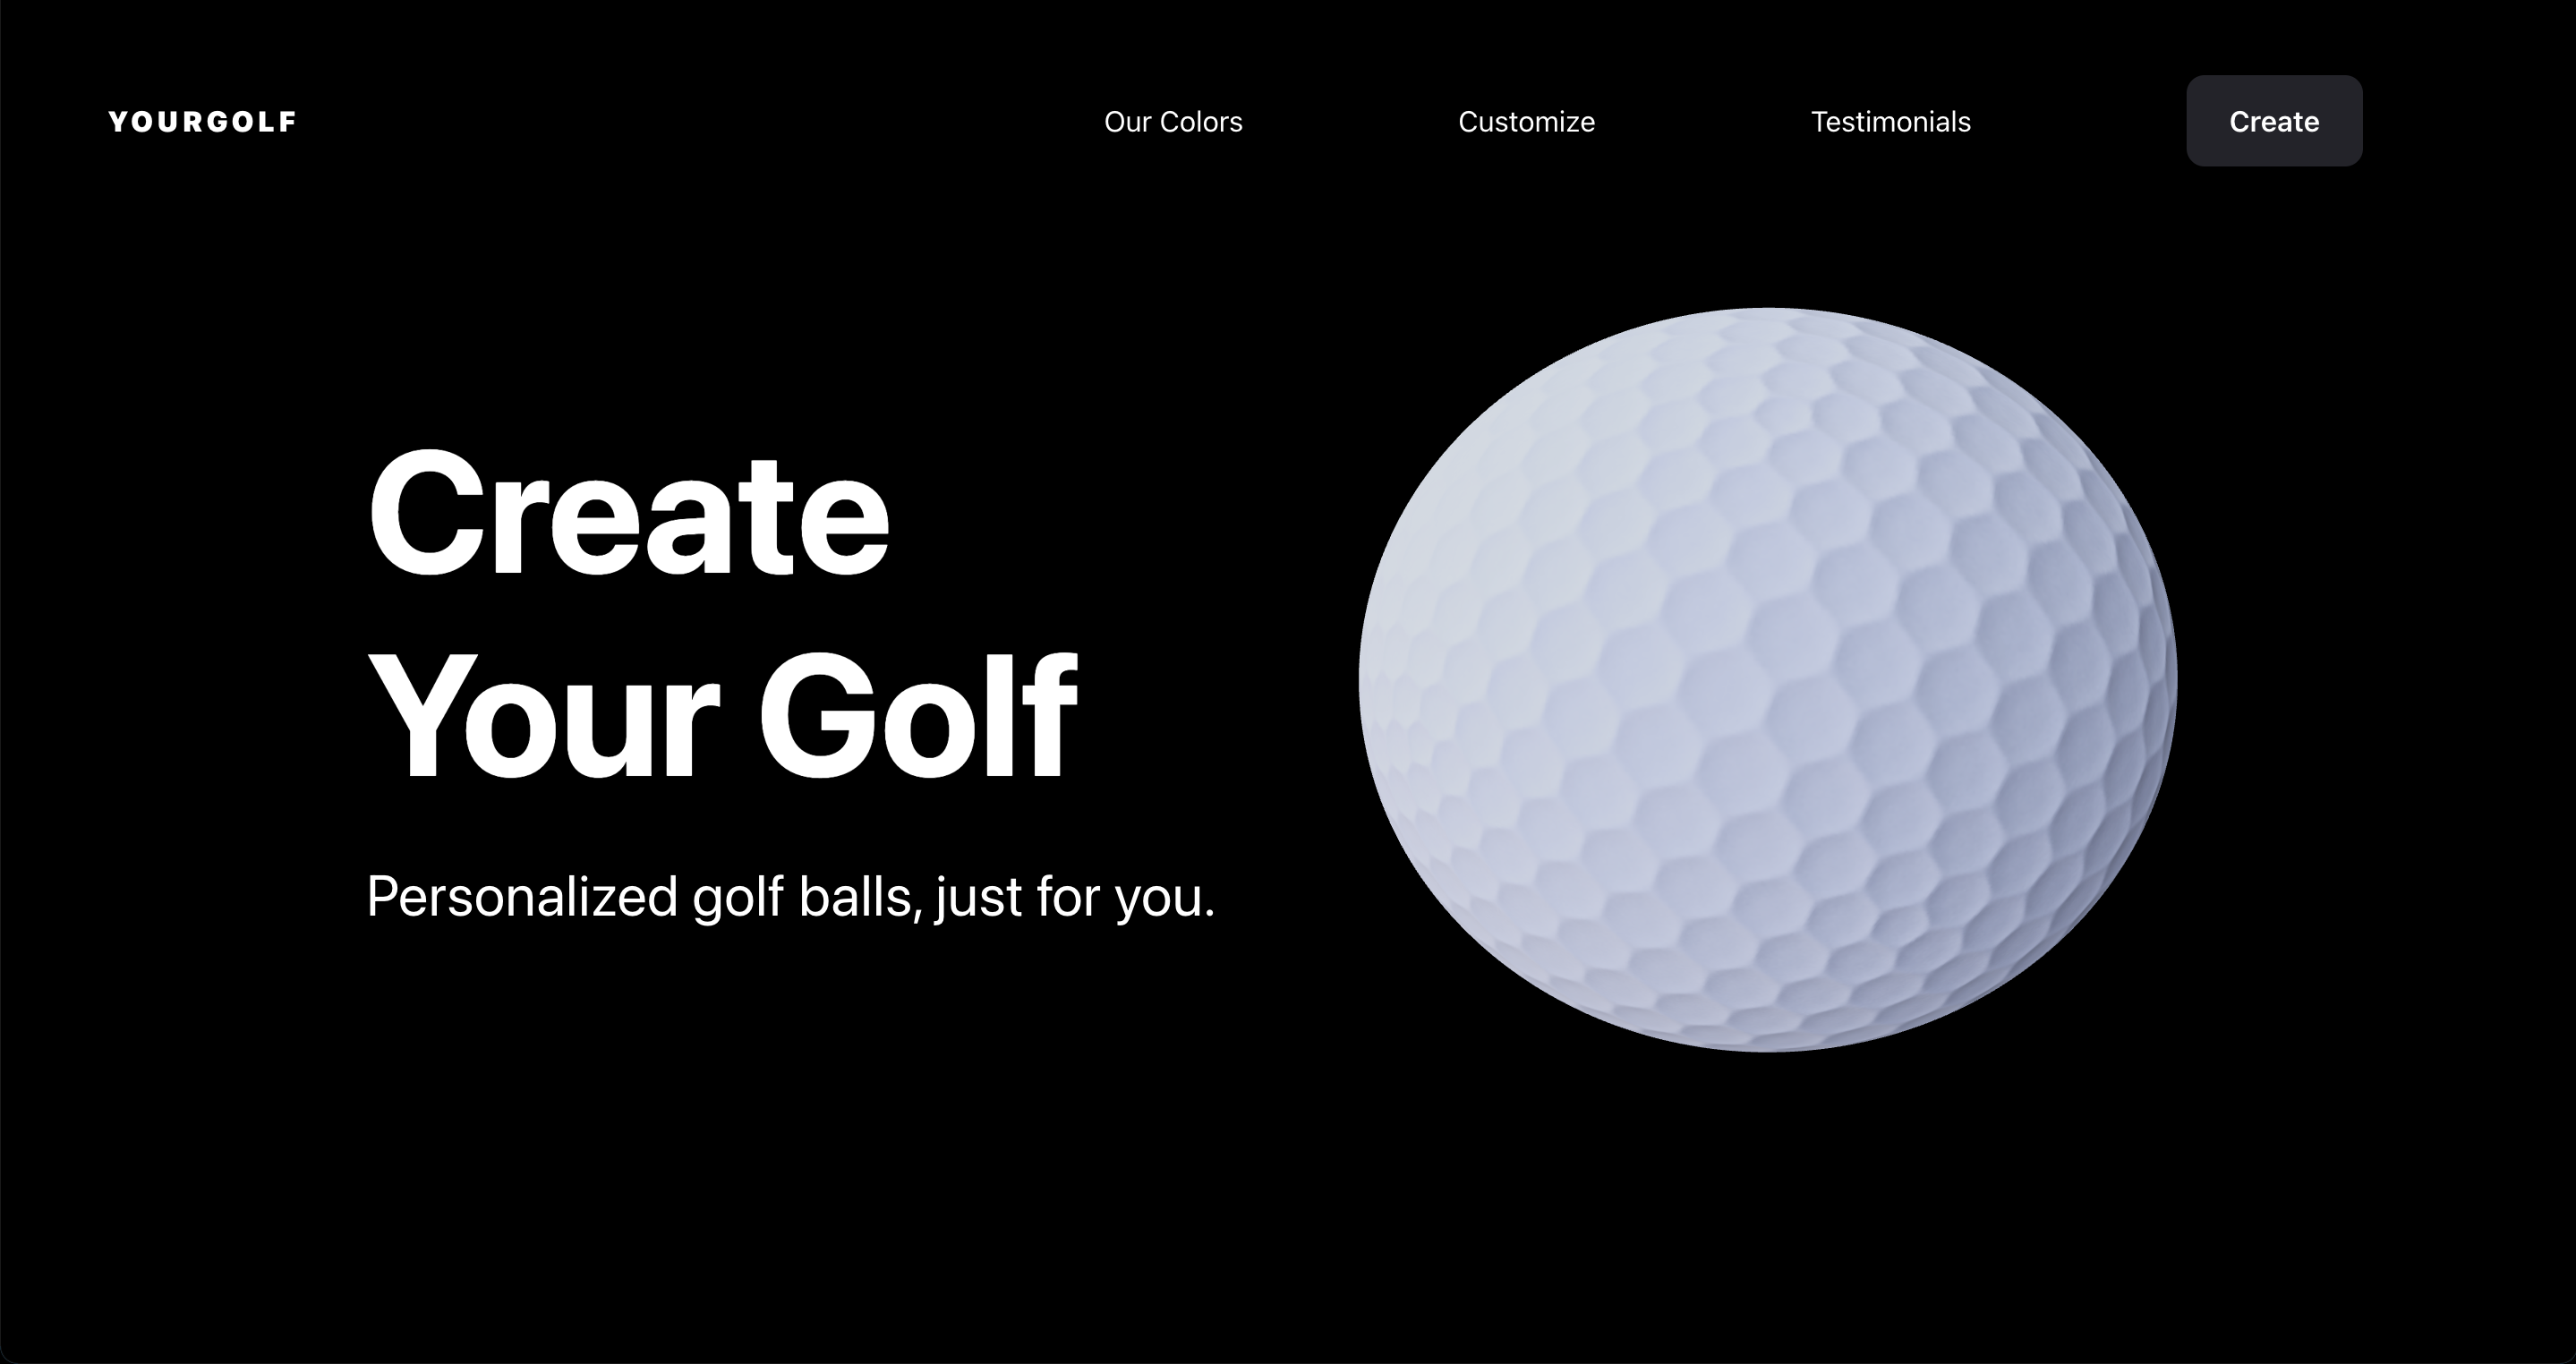 YOURGOLF
Our Colors
Customize
Testimonials
Create
Create
Your Golf
Personalized golf balls, just for you.